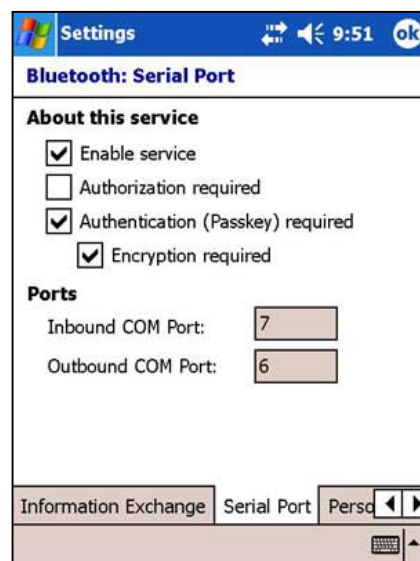 Settings 9:51 ok
Bluetooth: Serial Port
About this service
Enable service
Authorization required
Authentication (Passkey) required
Encryption required
Ports
Inbound COM Port: 7
Outbound COM Port: 6
Information Exchange Serial Port Perso